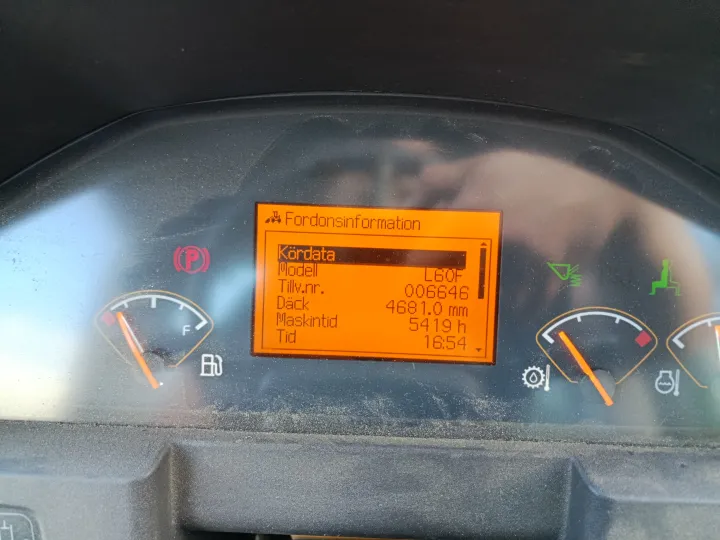 Fordonsinformation
Kördata
Modell L60F
Tillv.nr. 006646
Däck 4681.0 mm
Maskintid 5419 h
Tid 16:54
P
F